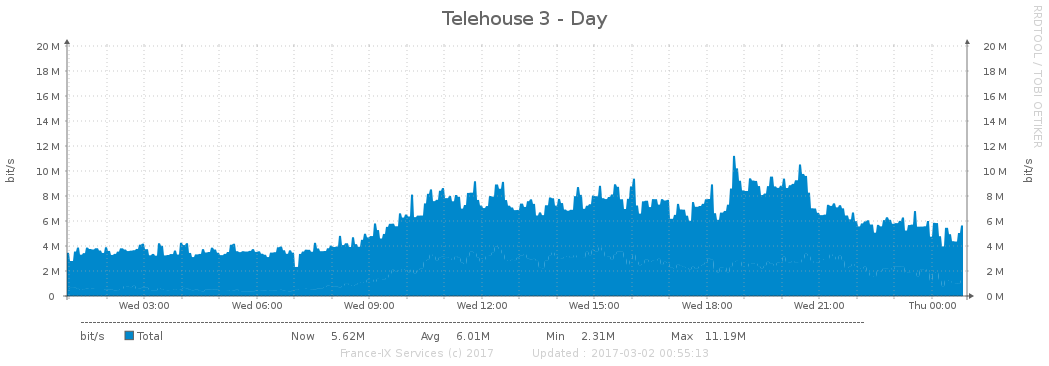 Telehouse 3 - Day
RRDTOOL / TOBI OETIKER
bit/s
20 M 20 M
18 M 18 M
16 M 16 M
14 M 14 M
12 M 12 M
10 M 10 M
8 M 8 M
6 M 6 M
4 M 4 M
2 M 2 M
0 0 M
bit/s
Wed 03:00 Wed 06:00 Wed 09:00 Wed 12:00 Wed 15:00 Wed 18:00 Wed 21:00 Thu 00:00
bit/s Total Now 5.62M Avg 6.01M Min 2.31M Max 11.19M
France-IX Services (c) 2017 Updated : 2017-03-02 00:55:13